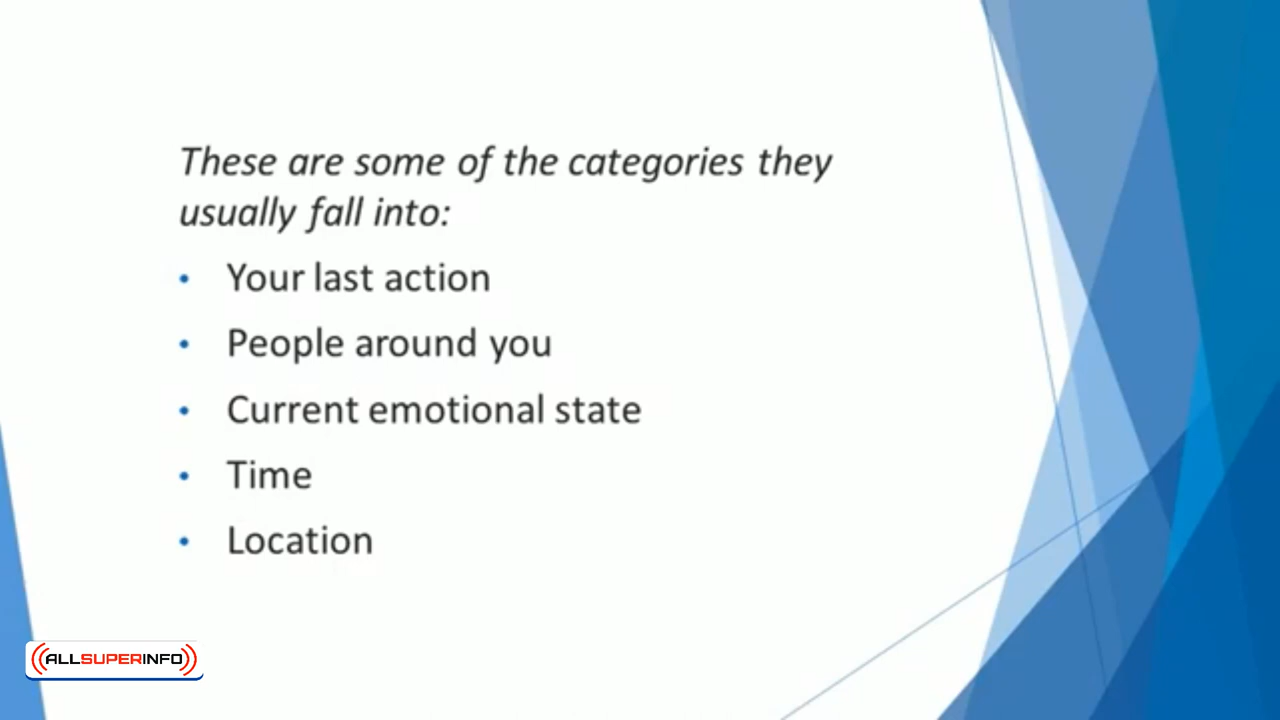 These are some of the categories they
usually fall into:
• Your last action
• People around you
• Current emotional state
• Time
• Location
ALLSUPERINFO